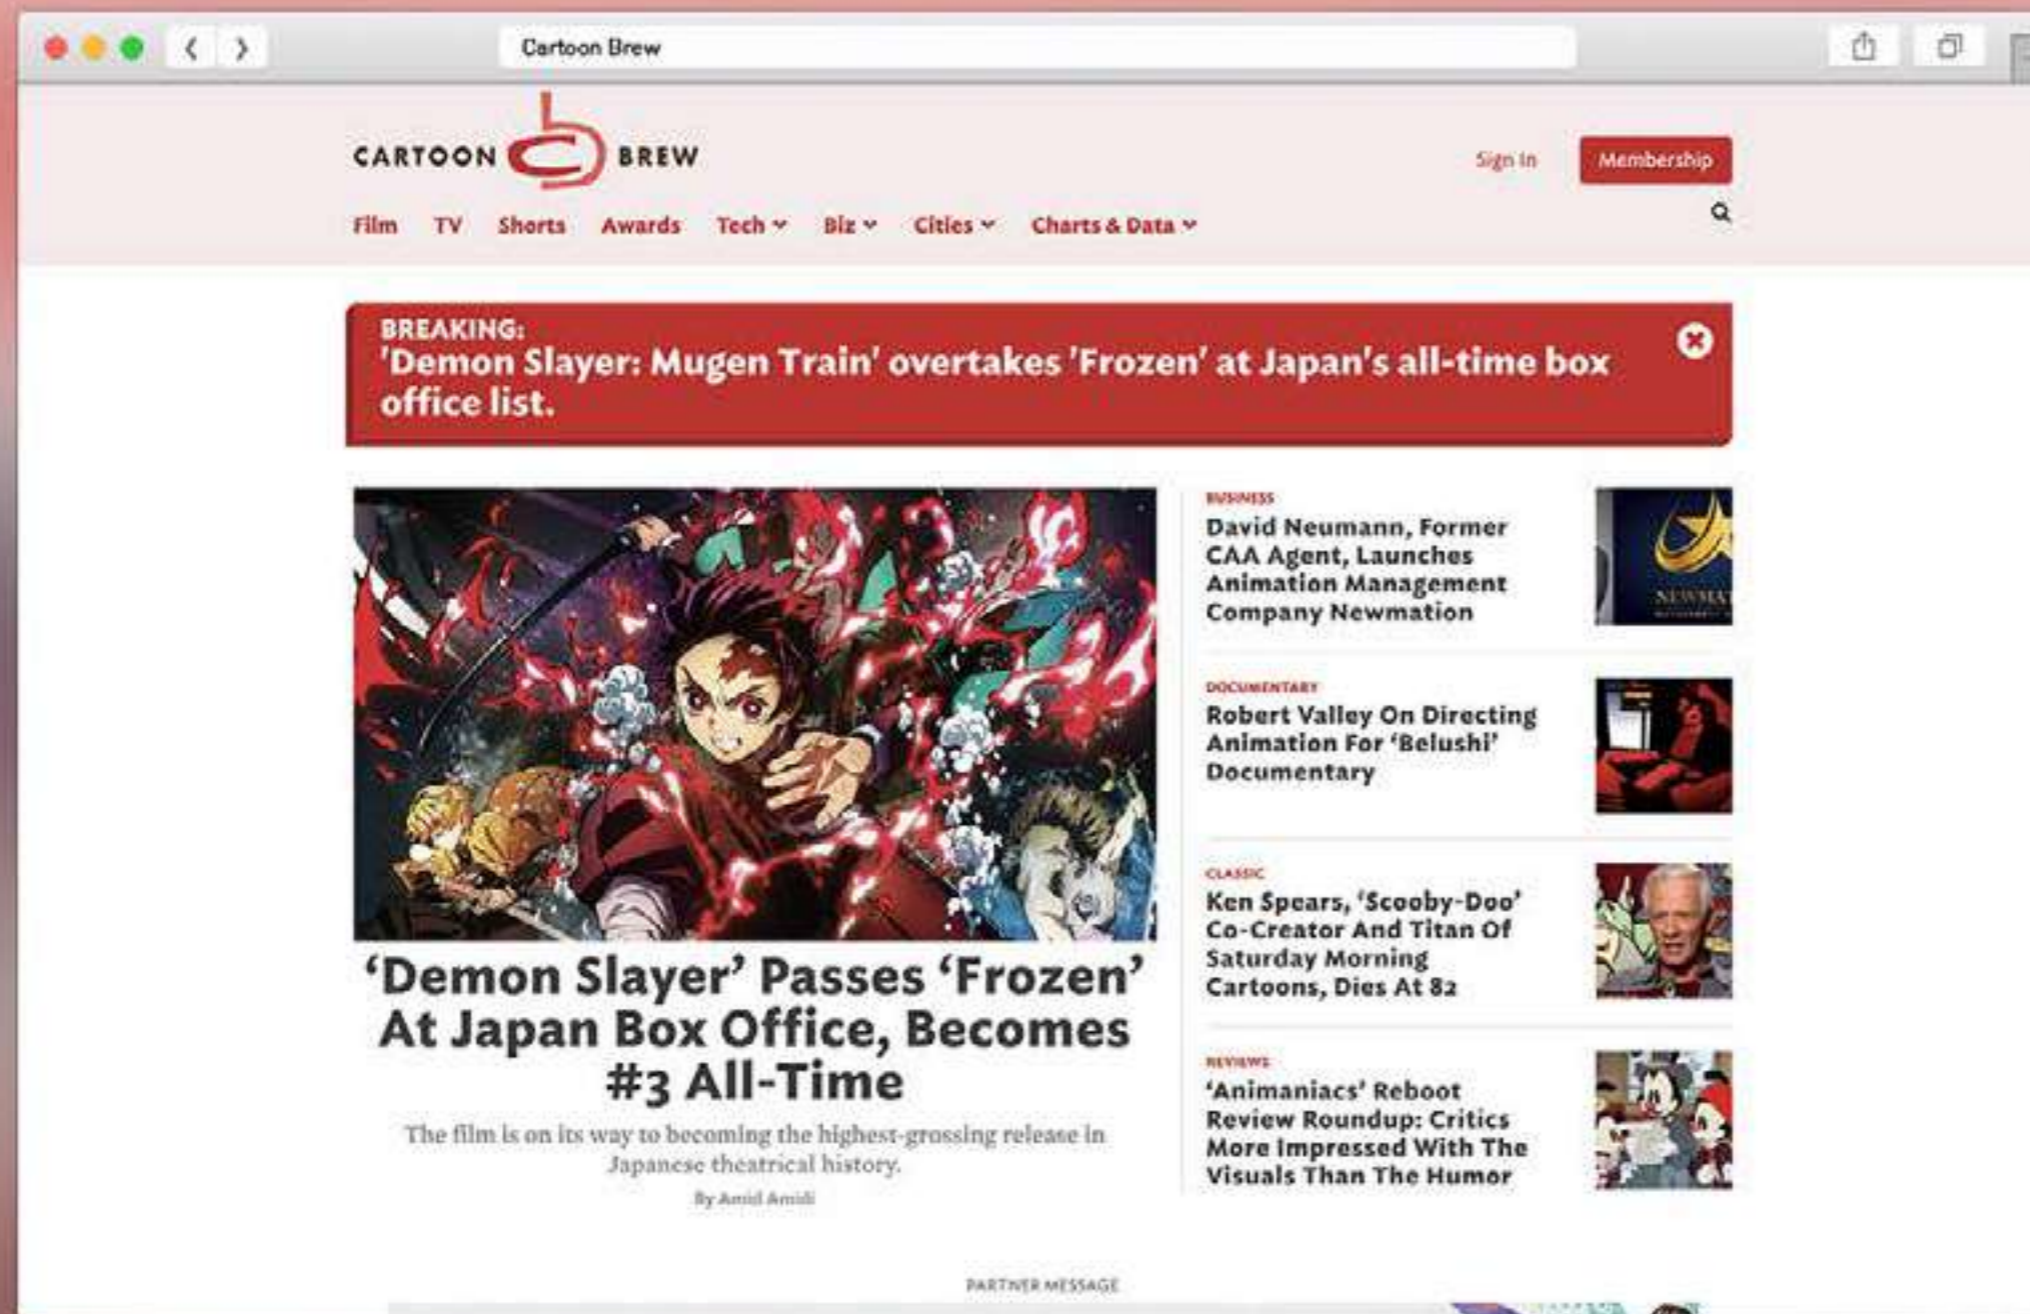 Cartoon Brew
CARTOON BREW
Sign In
Membership
Film TV Shorts Awards Tech Biz Cities Charts & Data
BREAKING:
'Demon Slayer: Mugen Train' overtakes 'Frozen' at Japan's all-time box
office list.
‘Demon Slayer’ Passes ‘Frozen’
At Japan Box Office, Becomes
#3 All-Time
The film is on its way to becoming the highest-grossing release in
Japanese theatrical history.
By Amid Amidi
BUSINESS
David Neumann, Former
CAA Agent, Launches
Animation Management
Company Newmation
NEWMA
DOCUMENTARY
Robert Valley On Directing
Animation For ‘Belushi’
Documentary
CLASSIC
Ken Spears, ‘Scooby-Doo’
Co-Creator And Titan Of
Saturday Morning
Cartoons, Dies At 82
REVIEWS
‘Animaniacs’ Reboot
Review Roundup: Critics
More Impressed With The
Visuals Than The Humor
PARTNER MESSAGE